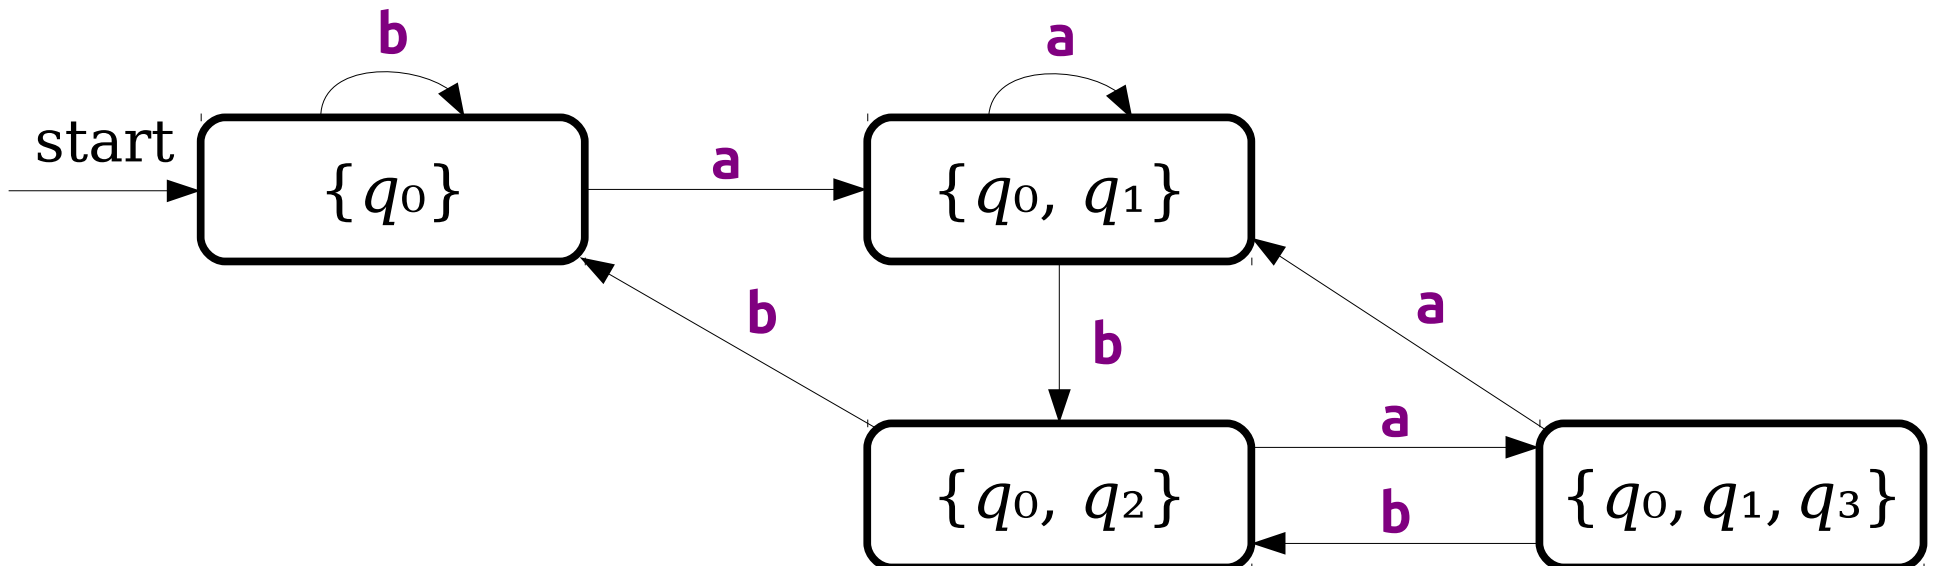 b
a
start
a
{q₀}
{q₀, q₁}
b
a
b
a
{q₀, q₂}
{q₀, q₁, q₃}
b